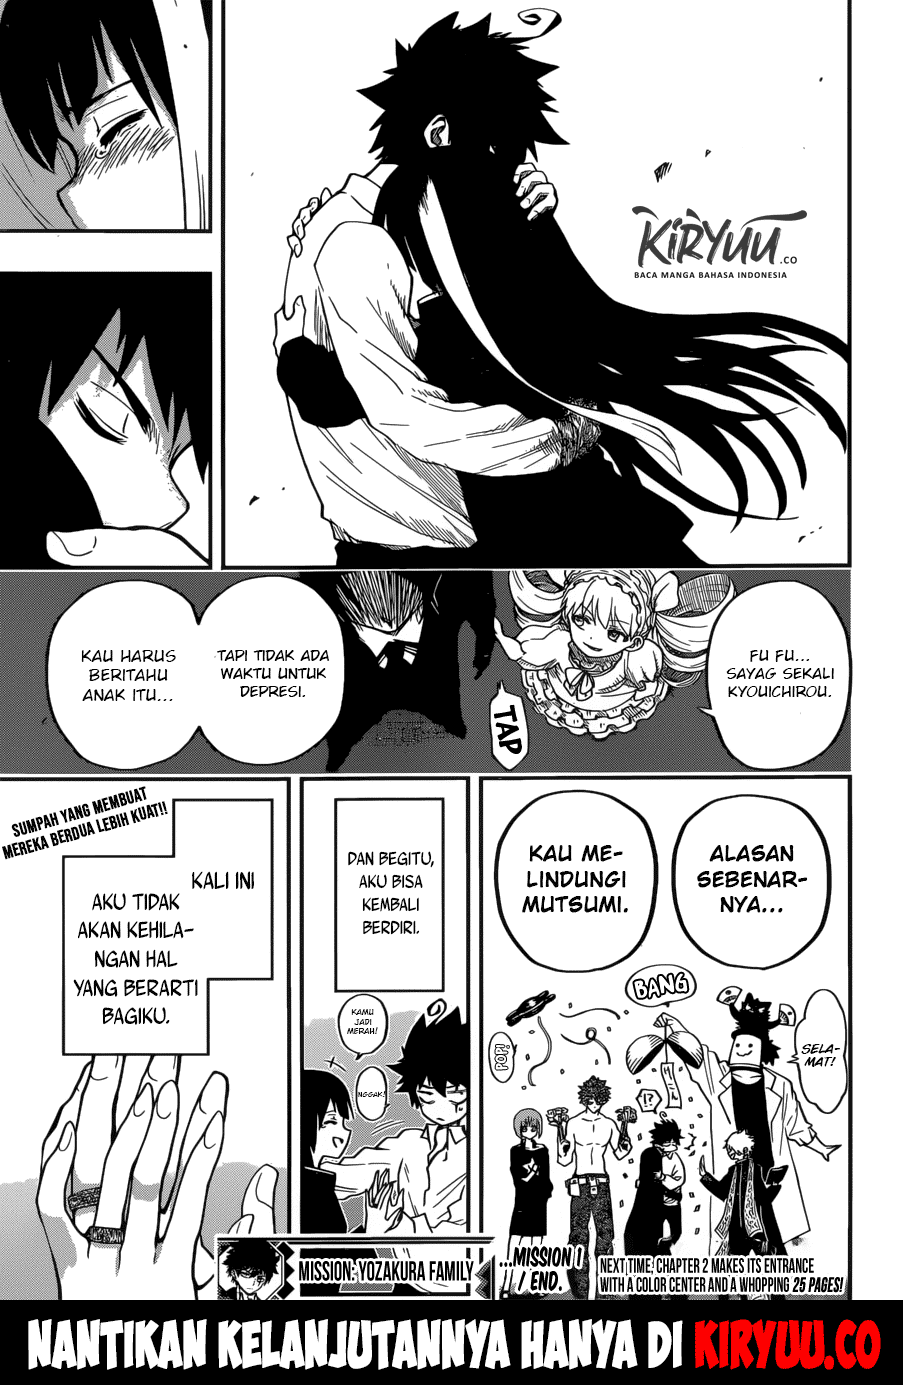 KIRYUU.CO
BACA MANGA BAHASA INDONESIA
FU FU...
SAYAG SEKALI
KYOUICHIROU.
TAP
TAPI TIDAK ADA
WAKTU UNTUK
DEPRESI.
KAU HARUS
BERITAHU
ANAK ITU...
ALASAN
SEBENAR-
NYA...
KAU ME-
LINDUNGI
MUTSUMI.
BANG
POP!
SELA-
MAT!
!?
DAN BEGITU,
AKU BISA
KEMBALI
BERDIRI.
KAMU
JADI
MERAH!
NGGAK!
SUMPAH YANG MEMBUAT
MEREKA BERDUA LEBIH KUAT!!
KALI INI
AKU TIDAK
AKAN KEHILA-
NGAN HAL
YANG BERARTI
BAGIKU.
MISSION: YOZAKURA FAMILY
...MISSION 1
/ END.
NEXT TIME, CHAPTER 2 MAKES ITS ENTRANCE
WITH A COLOR CENTER AND A WHOPPING 25 PAGES!
NANTIKAN KELANJUTANNYA HANYA DI KIRYUU.CO